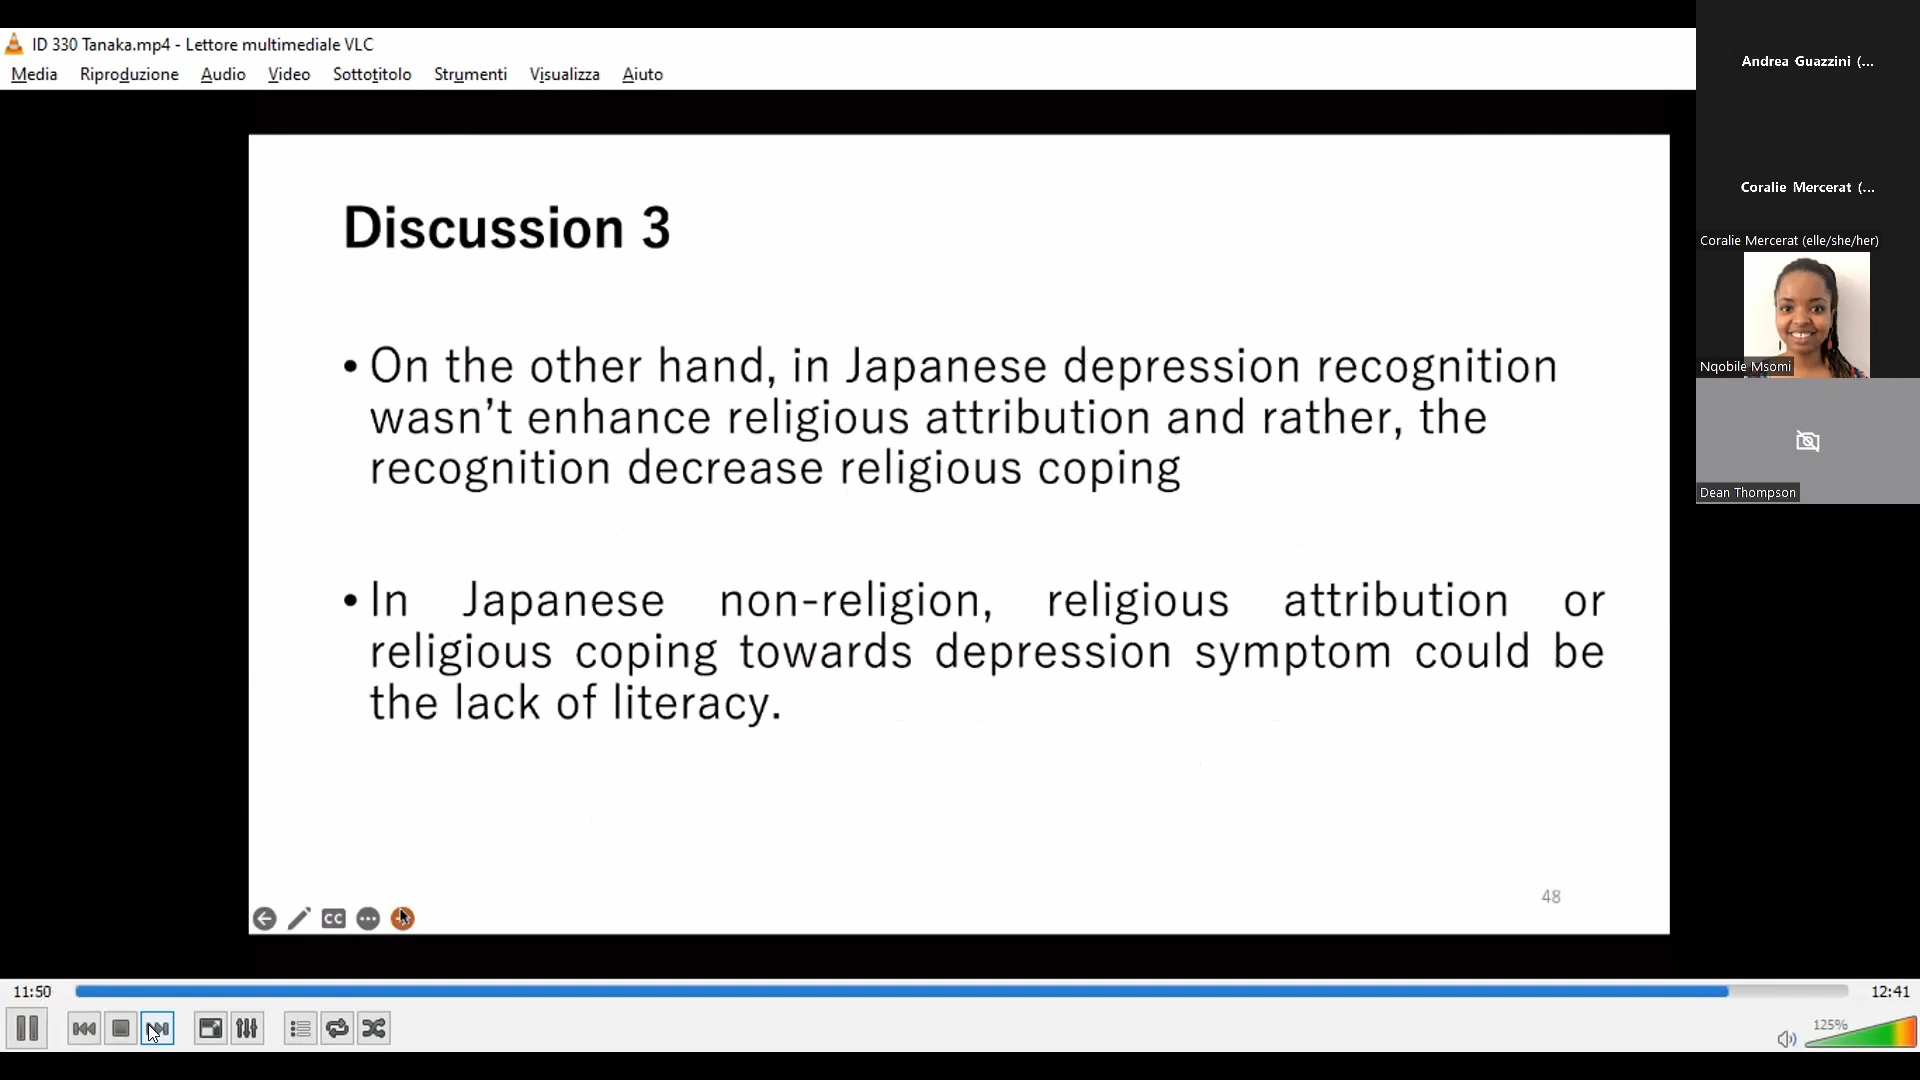 ID 330 Tanaka.mp4 - Lettore multimediale VLC
Media Riproduzione Audio Video Sottotitolo Strumenti Visualizza Aiuto
Discussion 3
• On the other hand, in Japanese depression recognition
wasn’t enhance religious attribution and rather, the
recognition decrease religious coping
• In Japanese non-religion, religious attribution or
religious coping towards depression symptom could be
the lack of literacy.
48
CC
11:50
12:41
125%
Andrea Guazzini (...
Coralie Mercerat (...
Coralie Mercerat (elle/she/her)
Nqobile Msomi
Dean Thompson